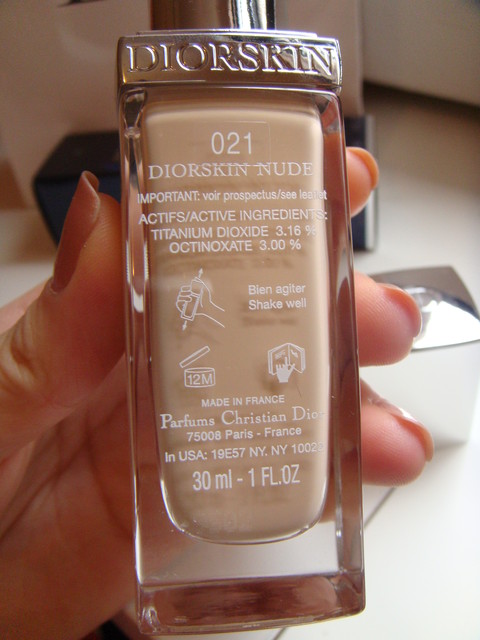 DIORSKIN
021
DIORSKIN NUDE
IMPORTANT: voir prospectus/see leaflet
ACTIFS/ACTIVE INGREDIENTS:
TITANIUM DIOXIDE 3.16 %
OCTINOXATE 3.00 %
Bien agiter
Shake well
12M
MADE IN FRANCE
Parfums Christian Dior
75008 Paris - France
In USA: 19E57 NY. NY
30 ml - 1 FL.OZ